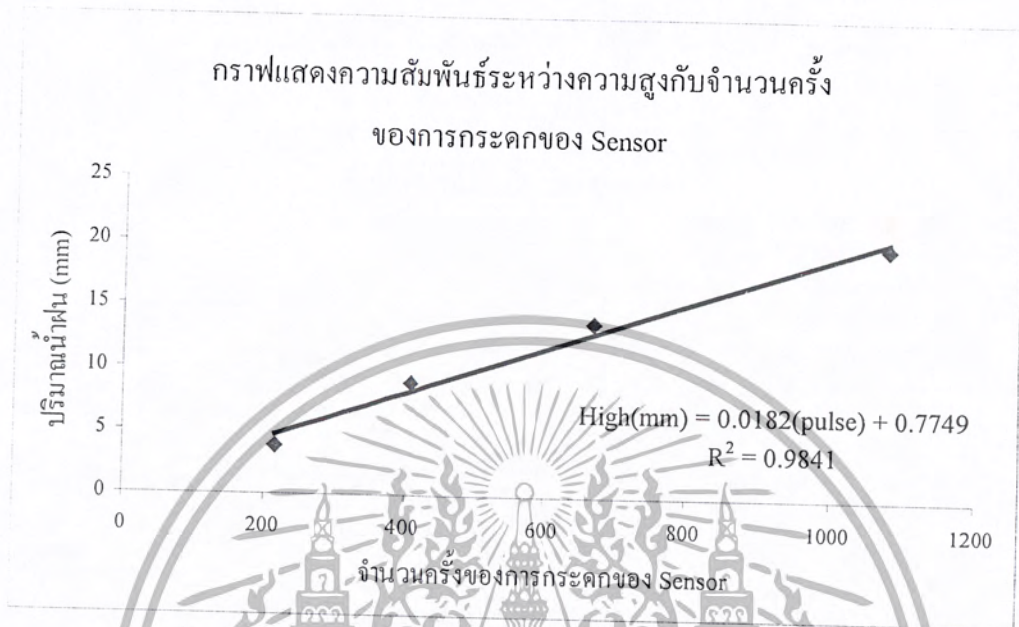 กราฟแสดงความสัมพันธ์ระหว่างความสูงกับจำนวนครั้ง
ของการกระดกของ Sensor
25
20
15
10
5
0
ปริมาณน้ำฝน (mm)
High(mm) = 0.0182(pulse) + 0.7749
R² = 0.9841
0 200 400 600 800 1000 1200
จำนวนครั้งของการกระดกของ Sensor